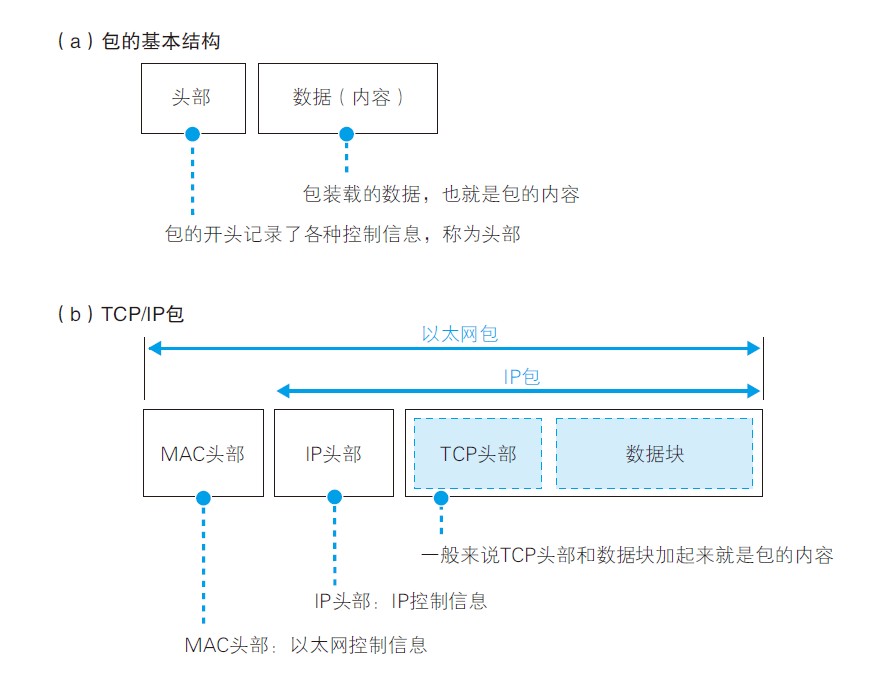 （a）包的基本结构
头部
数据（内容）
包装载的数据，也就是包的内容
包的开头记录了各种控制信息，称为头部
（b）TCP/IP包
以太网包
IP包
MAC头部
IP头部
TCP头部
数据块
一般来说TCP头部和数据块加起来就是包的内容
IP头部：IP控制信息
MAC头部：以太网控制信息